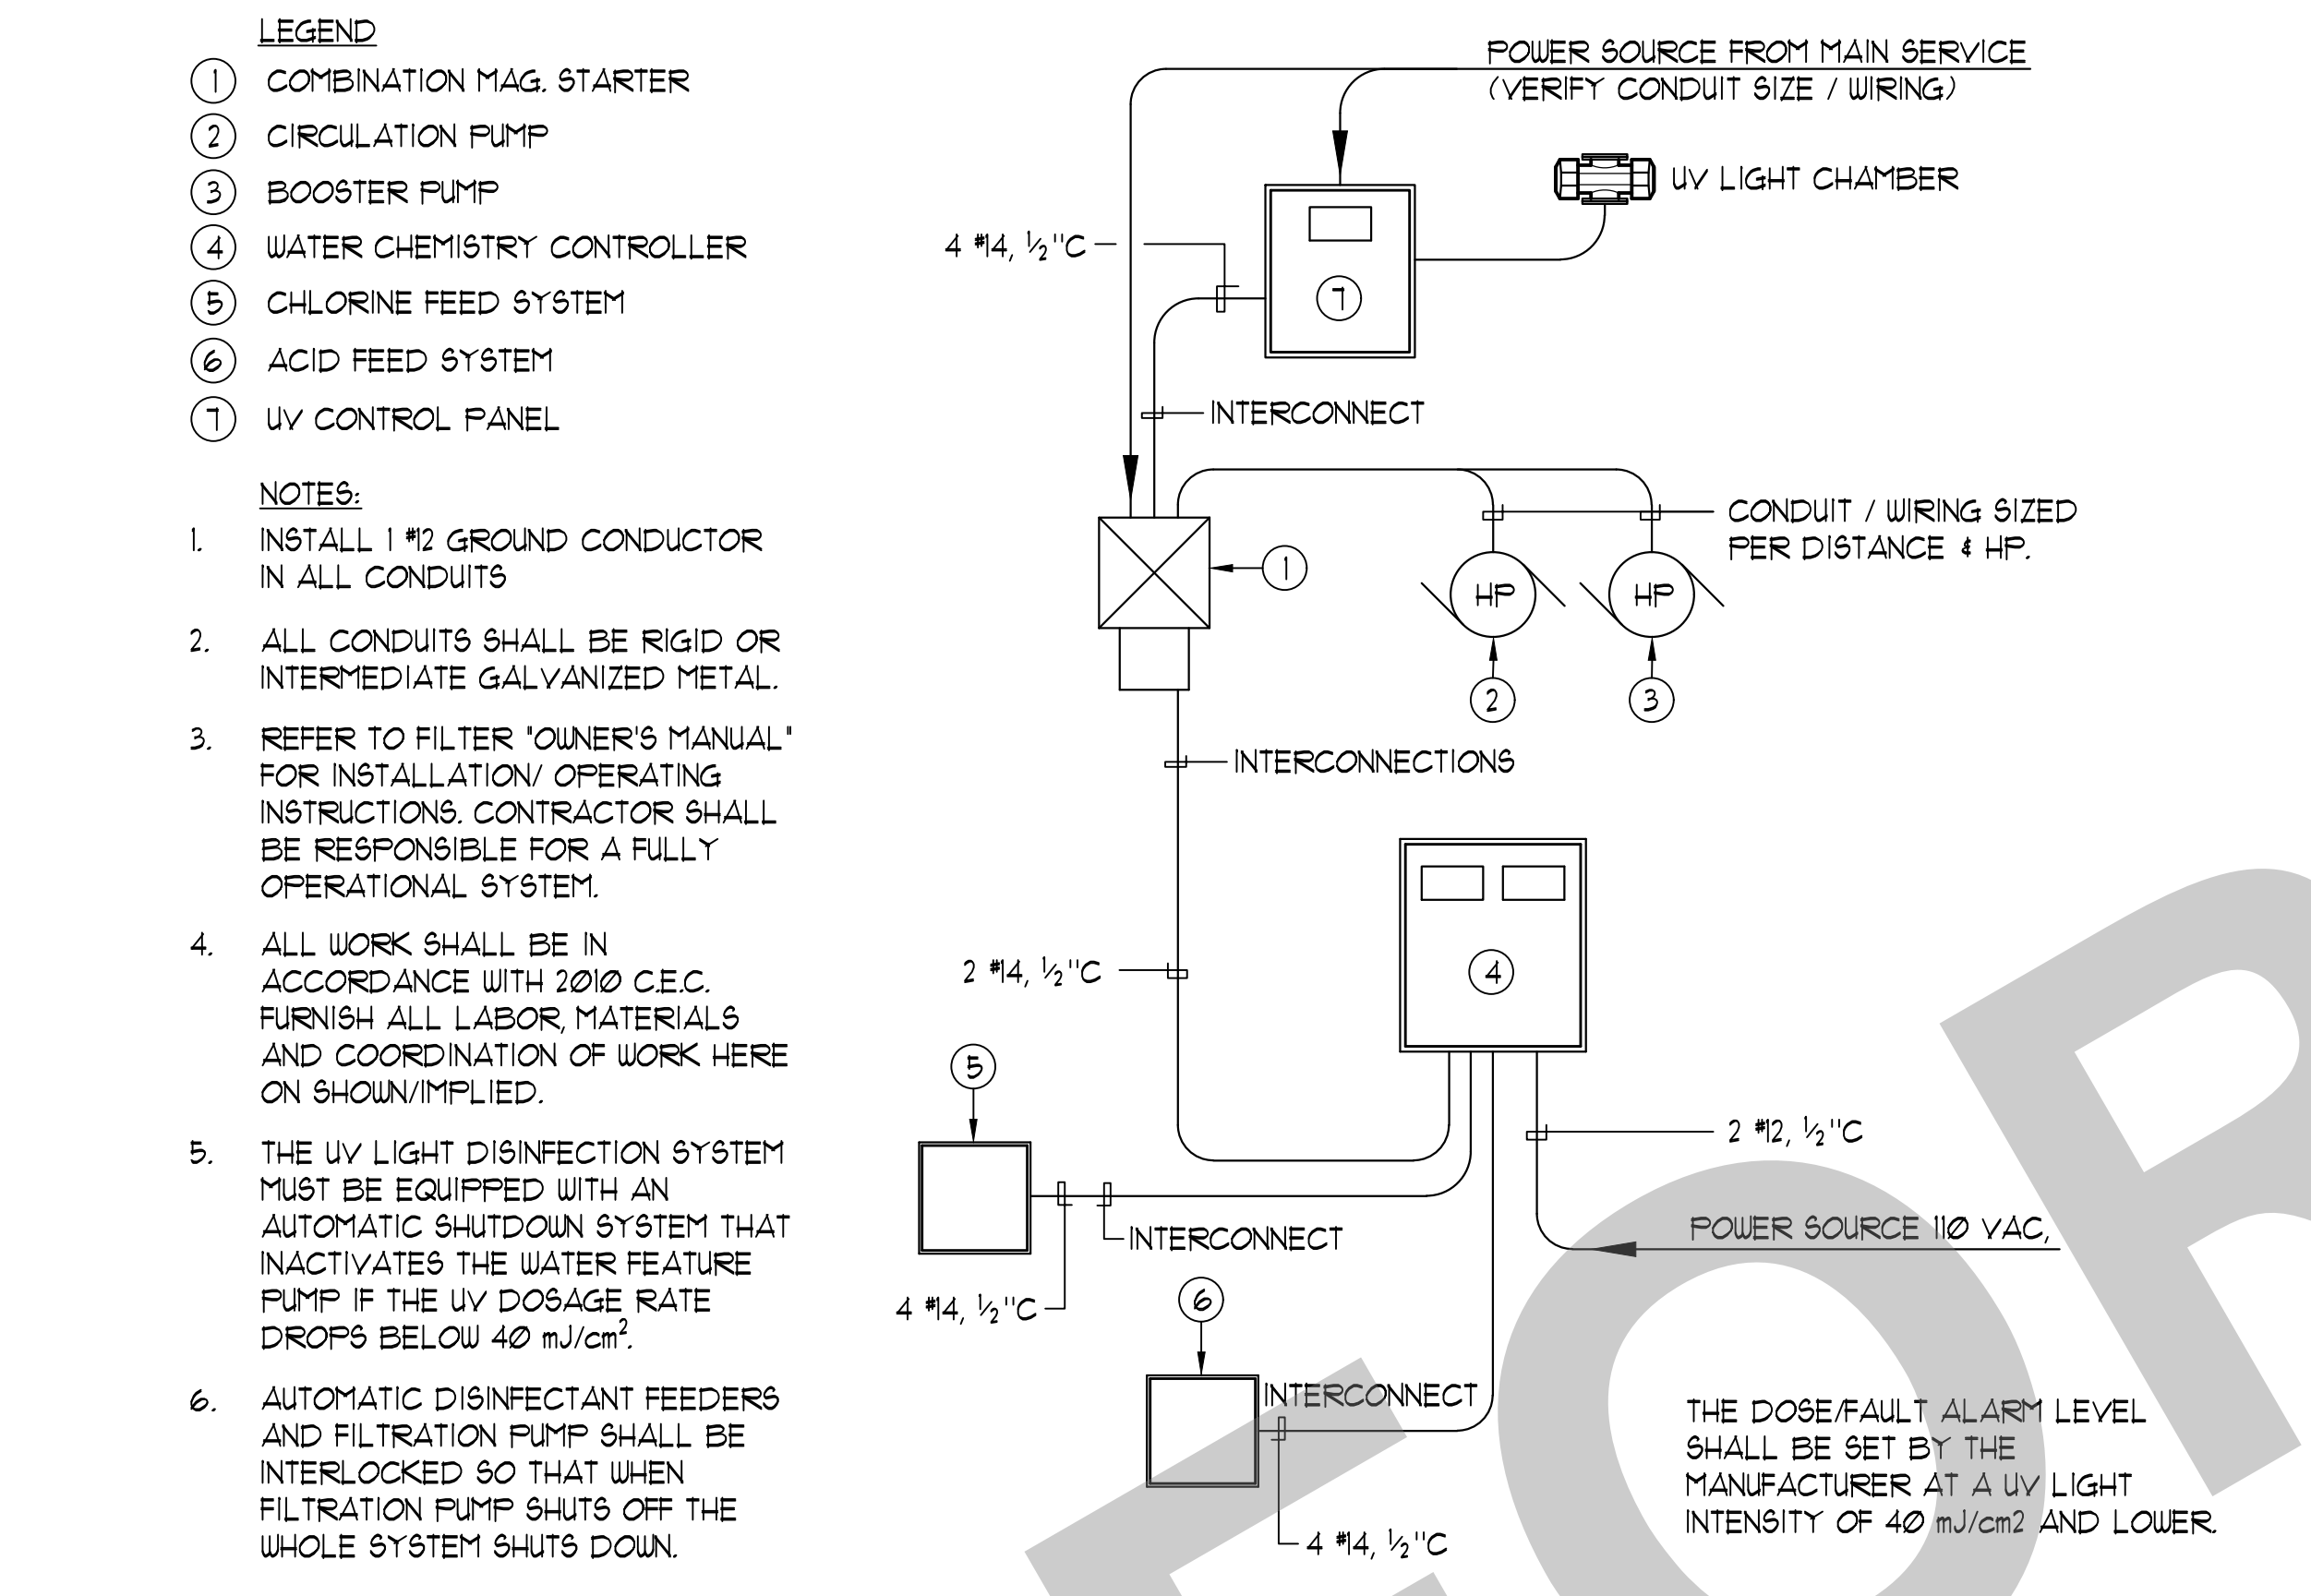 LEGEND
1 COMBINATION MAG. STARTER
2 CIRCULATION PUMP
3 BOOSTER PUMP
4 WATER CHEMISTRY CONTROLLER
5 CHLORINE FEED SYSTEM
6 ACID FEED SYSTEM
7 UV CONTROL PANEL
NOTES:
1. INSTALL 1 #12 GROUND CONDUCTOR
IN ALL CONDUITS
2. ALL CONDUITS SHALL BE RIGID OR
INTERMEDIATE GALVANIZED METAL.
3. REFER TO FILTER "OWNER'S MANUAL"
FOR INSTALLATION/ OPERATING
INSTRUCTIONS. CONTRACTOR SHALL
BE RESPONSIBLE FOR A FULLY
OPERATIONAL SYSTEM.
4. ALL WORK SHALL BE IN
ACCORDANCE WITH 2010 C.E.C.
FURNISH ALL LABOR, MATERIALS
AND COORDINATION OF WORK HERE
ON SHOWN/IMPLIED.
5. THE UV LIGHT DISINFECTION SYSTEM
MUST BE EQUIPPED WITH AN
AUTOMATIC SHUTDOWN SYSTEM THAT
INACTIVATES THE WATER FEATURE
PUMP IF THE UV DOSAGE RATE
DROPS BELOW 40 mJ/cm².
6. AUTOMATIC DISINFECTANT FEEDERS
AND FILTRATION PUMP SHALL BE
INTERLOCKED SO THAT WHEN
FILTRATION PUMP SHUTS OFF THE
WHOLE SYSTEM SHUTS DOWN.
POWER SOURCE FROM MAIN SERVICE
(VERIFY CONDUIT SIZE / WIRING)
UV LIGHT CHAMBER
4 #14, ½"C
7
INTERCONNECT
CONDUIT / WIRING SIZED
PER DISTANCE & HP.
1
HP
HP
2
3
INTERCONNECTIONS
2 #14, ½"C
4
5
2 #12, ½"C
POWER SOURCE 110 VAC,
INTERCONNECT
4 #14, ½"C
6
INTERCONNECT
4 #14, ½"C
THE DOSE/FAULT ALARM LEVEL
SHALL BE SET BY THE
MANUFACTURER AT A UV LIGHT
INTENSITY OF 40 mJ/cm2 AND LOWER.
FOR